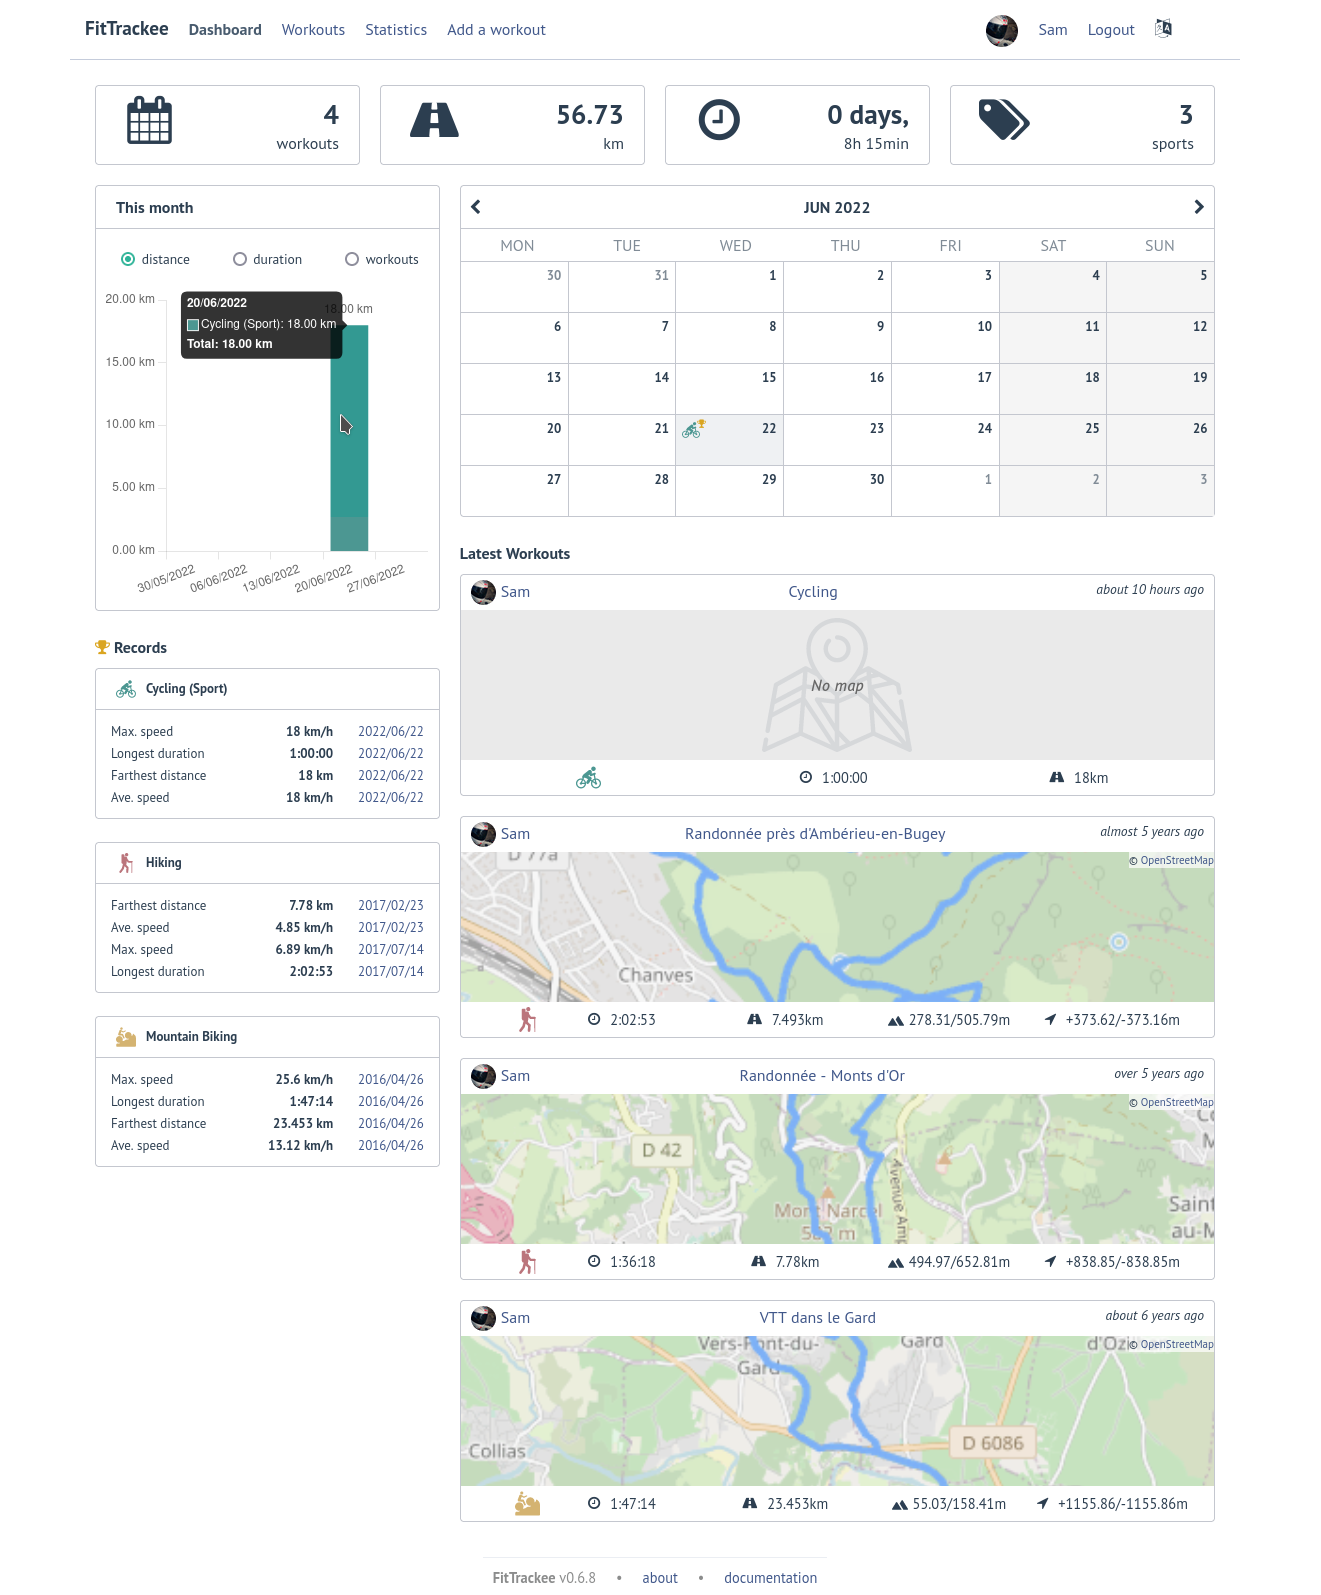 FitTrackee Dashboard Workouts Statistics Add a workout Sam Logout
4
workouts
56.73
km
0 days,
8h 15min
3
sports
This month
distance duration workouts
20.00 km
15.00 km
10.00 km
5.00 km
0.00 km
18.00 km
20/06/2022
Cycling (Sport): 18.00 km
Total: 18.00 km
30/05/2022 06/06/2022 13/06/2022 20/06/2022 27/06/2022
JUN 2022
MON TUE WED THU FRI SAT SUN
30 31 1 2 3 4 5
6 7 8 9 10 11 12
13 14 15 16 17 18 19
20 21 22 23 24 25 26
27 28 29 30 1 2 3
Records
Cycling (Sport)
Max. speed 18 km/h 2022/06/22
Longest duration 1:00:00 2022/06/22
Farthest distance 18 km 2022/06/22
Ave. speed 18 km/h 2022/06/22
Hiking
Farthest distance 7.78 km 2017/02/23
Ave. speed 4.85 km/h 2017/02/23
Max. speed 6.89 km/h 2017/07/14
Longest duration 2:02:53 2017/07/14
Mountain Biking
Max. speed 25.6 km/h 2016/04/26
Longest duration 1:47:14 2016/04/26
Farthest distance 23.453 km 2016/04/26
Ave. speed 13.12 km/h 2016/04/26
Latest Workouts
Sam Cycling about 10 hours ago
No map
1:00:00 18km
Sam Randonnée près d'Ambérieu-en-Bugey almost 5 years ago
© OpenStreetMap
D 77a
Chanves
2:02:53 7.493km 278.31/505.79m +373.62/-373.16m
Sam Randonnée - Monts d'Or over 5 years ago
© OpenStreetMap
D 42
Mont Narcel
Avenue
Saint
au-M
1:36:18 7.78km 494.97/652.81m +838.85/-838.85m
Sam VTT dans le Gard about 6 years ago
© OpenStreetMap
Vers-Pont-du-
Gard
Gard
Collias
D 6086
1:47:14 23.453km 55.03/158.41m +1155.86/-1155.86m
FitTrackee v0.6.8 • about • documentation